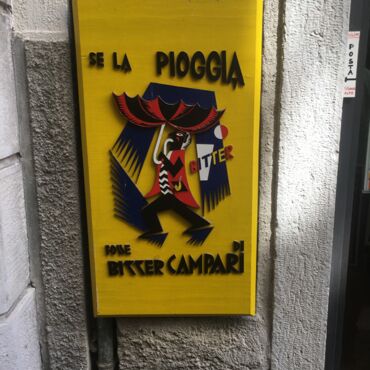 SE LA PIOGGIA
BITTER
FOSSE DI
BITTER CAMPARI
POSTA